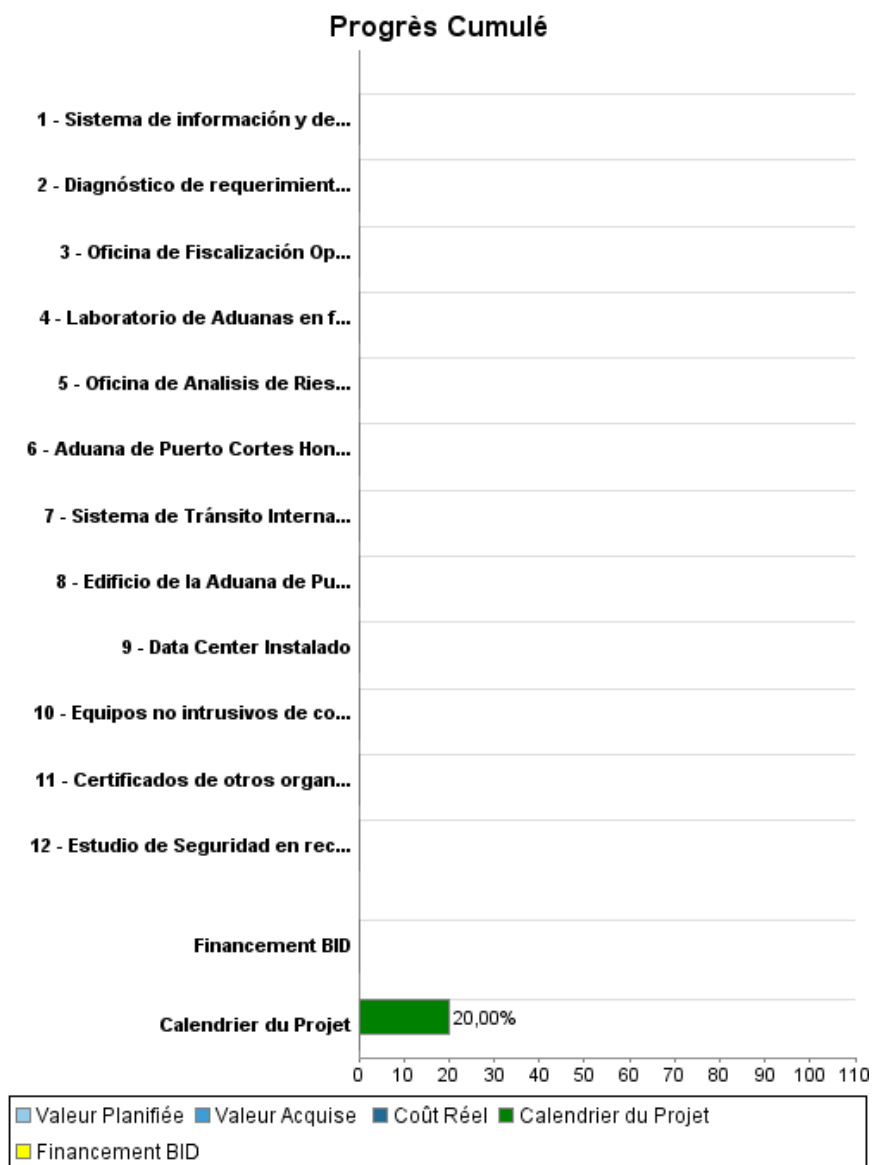 Progrès Cumulé
1 - Sistema de información y de...
2 - Diagnóstico de requerimient...
3 - Oficina de Fiscalización Op...
4 - Laboratorio de Aduanas en f...
5 - Oficina de Analisis de Ries...
6 - Aduana de Puerto Cortes Hon...
7 - Sistema de Tránsito Interna...
8 - Edificio de la Aduana de Pu...
9 - Data Center Instalado
10 - Equipos no intrusivos de co...
11 - Certificados de otros organ...
12 - Estudio de Seguridad en rec...
Financement BID
Calendrier du Projet 20,00%
0 10 20 30 40 50 60 70 80 90 100 110
Valeur Planifiée Valeur Acquise Coût Réel Calendrier du Projet
Financement BID